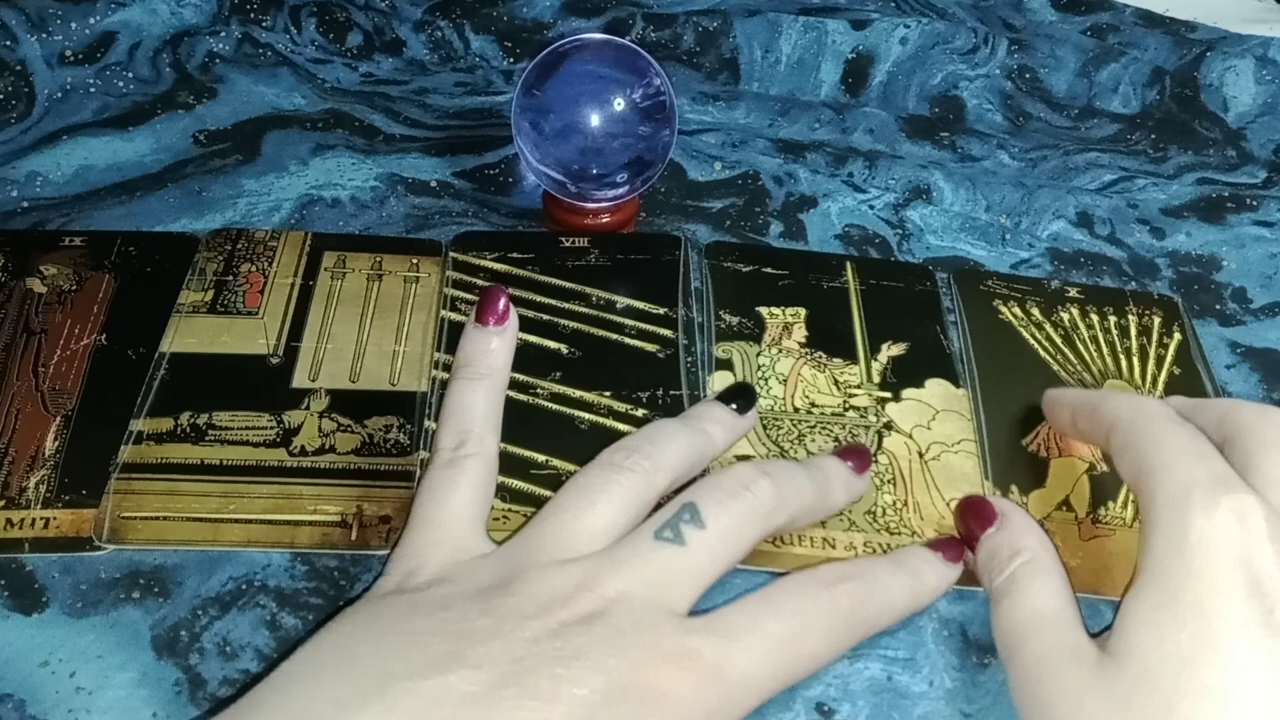 IX
MIT.
VIII
QUEEN of SW
X